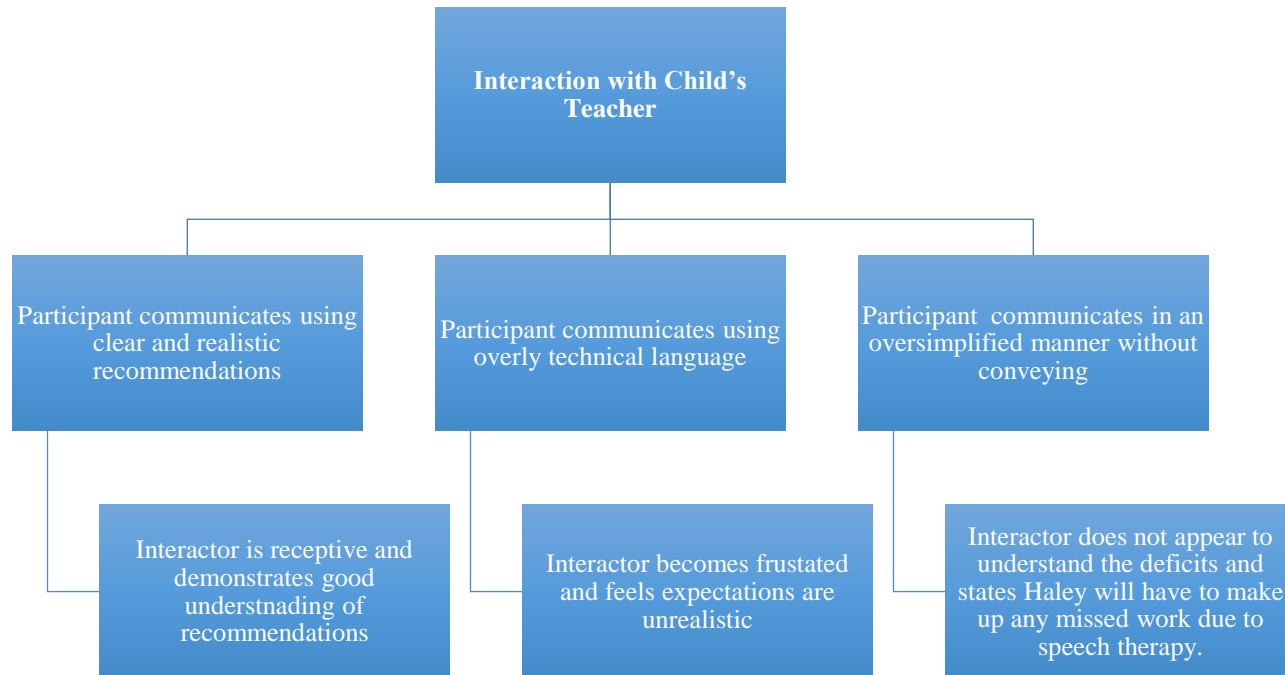 Interaction with Child’s
Teacher
Participant communicates using
clear and realistic
recommendations
Participant communicates using
overly technical language
Participant  communicates in an
oversimplified manner without
conveying
Interactor is receptive and
demonstrates good
understnading of
recommendations
Interactor becomes frustated
and feels expectations are
unrealistic
Interactor does not appear to
understand the deficits and
states Haley will have to make
up any missed work due to
speech therapy.